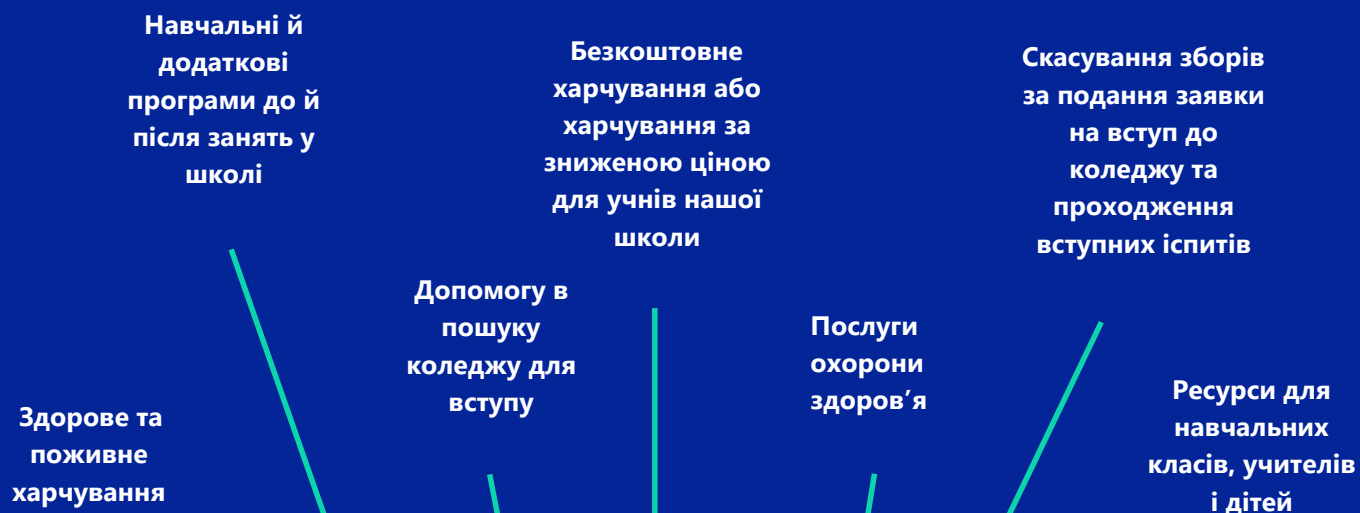 Навчальні й
додаткові
програми до й
після занять у
школі
Безкоштовне
харчування або
харчування за
зниженою ціною
для учнів нашої
школи
Скасування зборів
за подання заявки
на вступ до
коледжу та
проходження
вступних іспитів
Допомогу в
пошуку
коледжу для
вступу
Послуги
охорони
здоров’я
Здорове та
поживне
харчування
Ресурси для
навчальних
класів, учителів
і дітей